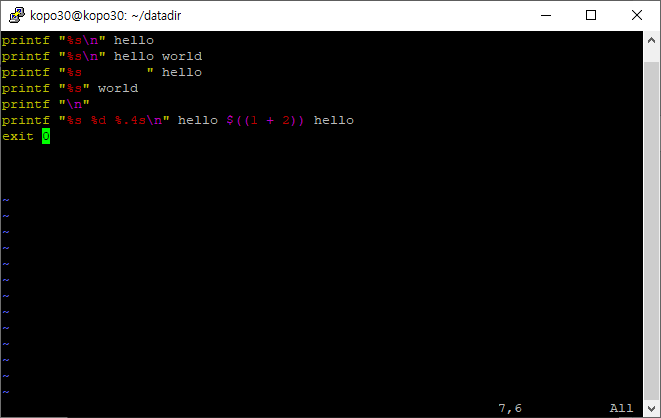 kopo30@kopo30: ~/datadir
printf "%s\n" hello
printf "%s\n" hello world
printf "%s        " hello
printf "%s" world
printf "\n"
printf "%s %d %.4s\n" hello $((1 + 2)) hello
exit 0
~
~
~
~
~
~
~
~
~
~
~
~
~
7,6 All